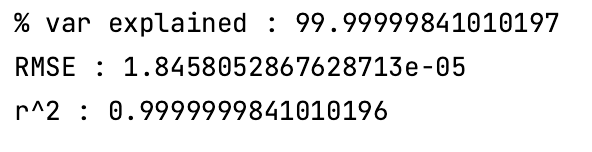 % var explained : 99.99999841010197
RMSE : 1.8458052867628713e-05
r^2 : 0.9999999841010196